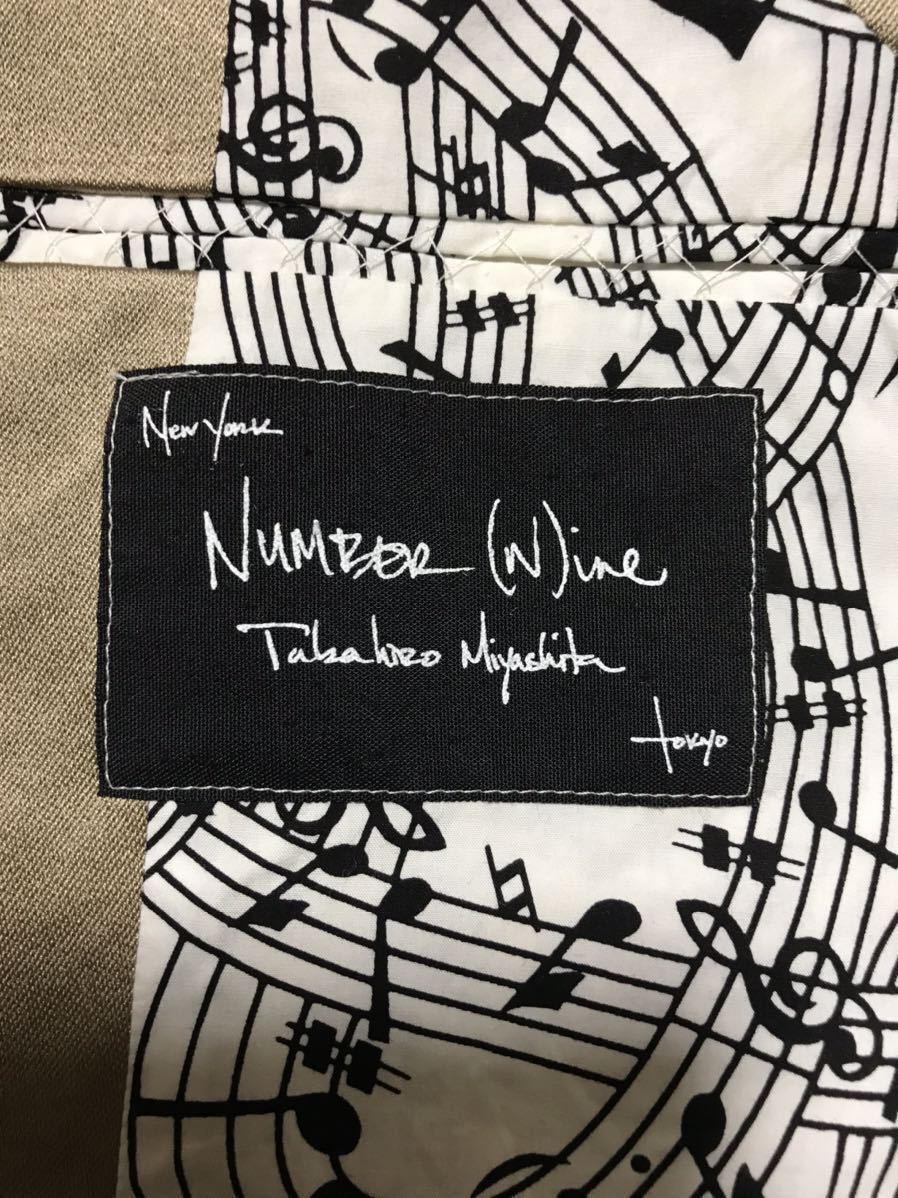 New York
NUMBER (N)ine
Takahiro Miyashita
tokyo